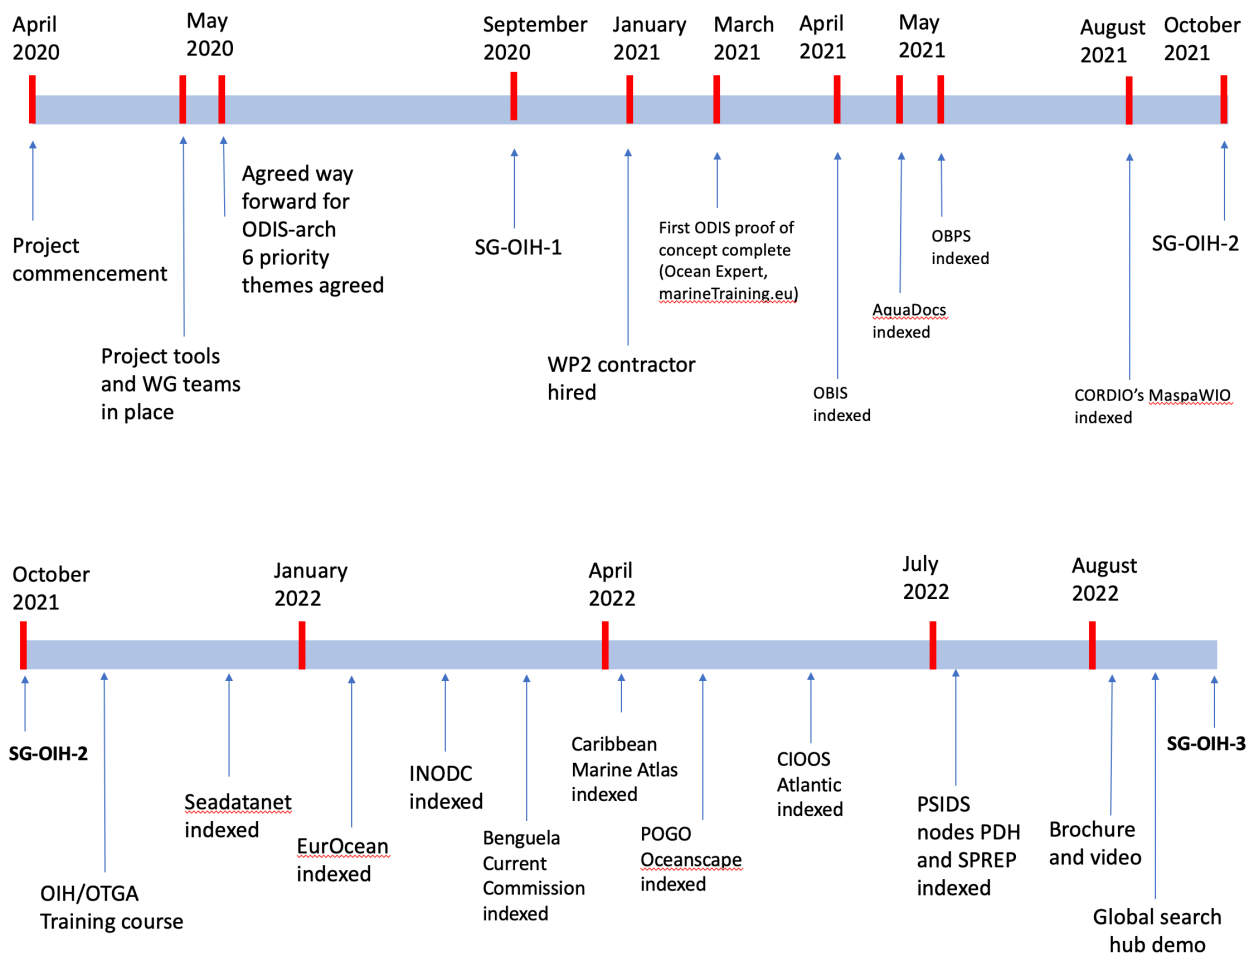 April
2020
May
2020
September
2020
January
2021
March
2021
April
2021
May
2021
August
2021
October
2021
Project
commencement
Project tools
and WG teams
in place
Agreed way
forward for
ODIS-arch
6 priority
themes agreed
SG-OIH-1
WP2 contractor
hired
First ODIS proof of
concept complete
(Ocean Expert,
marineTraining.eu)
OBIS
indexed
AquaDocs
indexed
OBPS
indexed
CORDIO’s MaspaWIO
indexed
SG-OIH-2
October
2021
January
2022
April
2022
July
2022
August
2022
SG-OIH-2
OIH/OTGA
Training course
Seadatanet
indexed
EurOcean
indexed
INODC
indexed
Benguela
Current
Commission
indexed
Caribbean
Marine Atlas
indexed
POGO
Oceanscape
indexed
CIOOS
Atlantic
indexed
PSIDS
nodes PDH
and SPREP
indexed
Brochure
and video
Global search
hub demo
SG-OIH-3